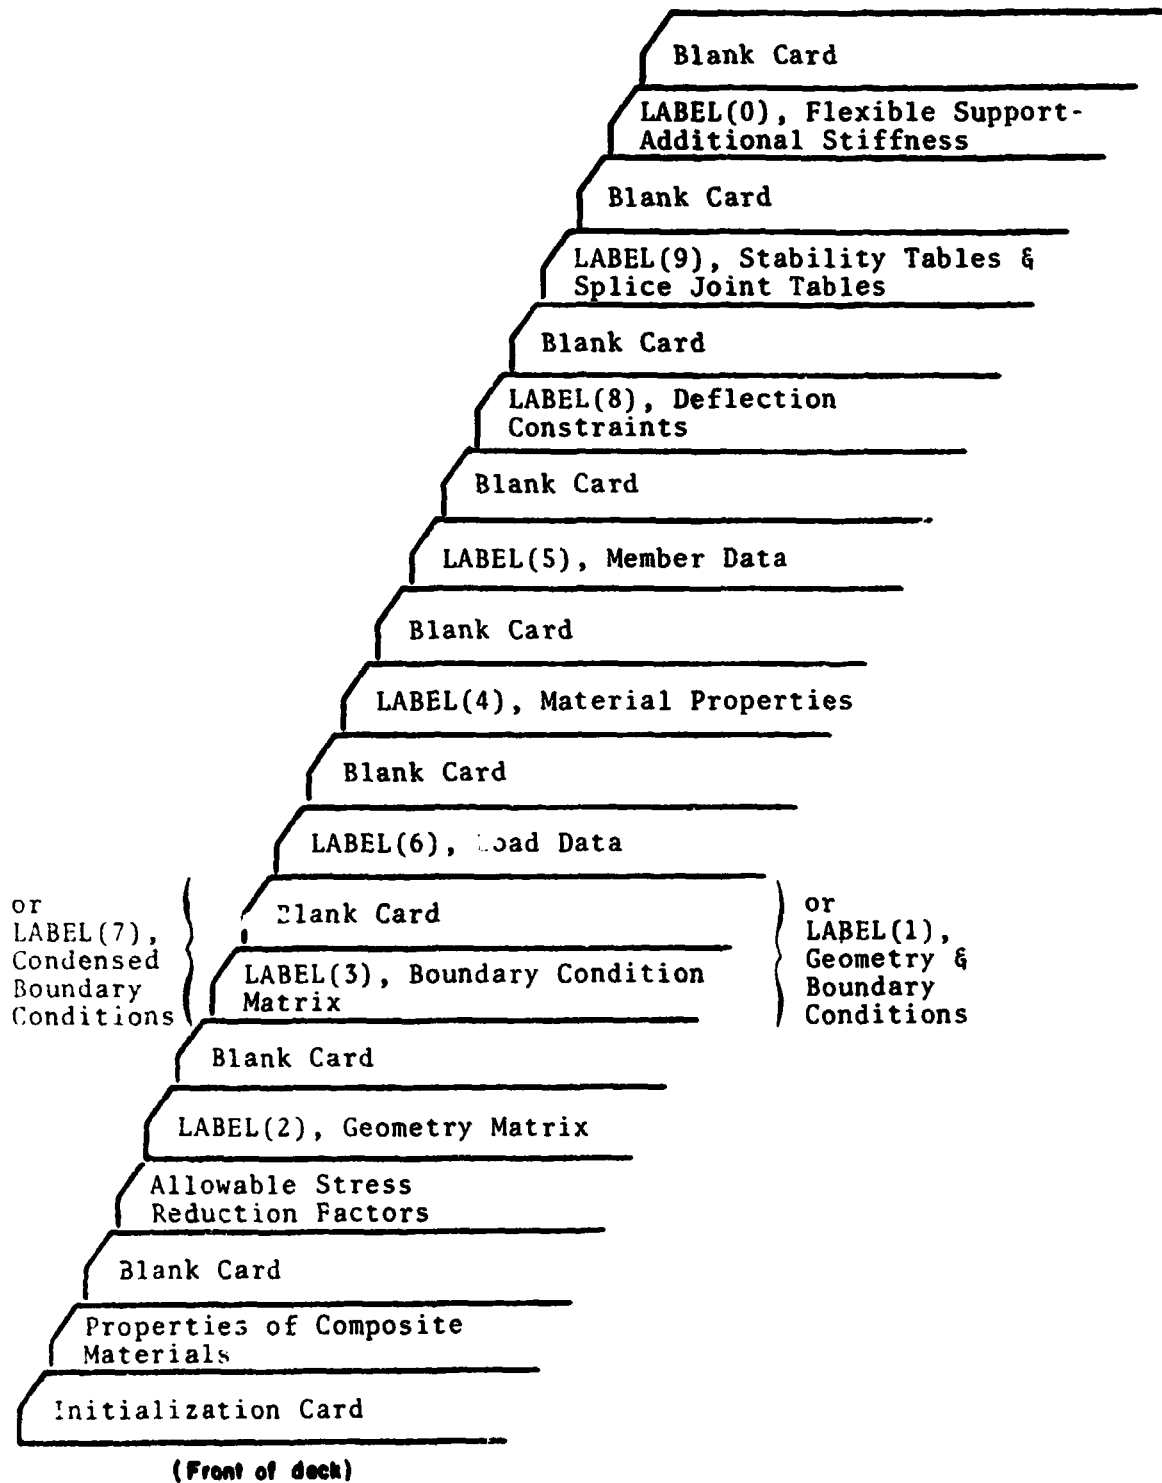 Blank Card
LABEL(0), Flexible Support-
Additional Stiffness
Blank Card
LABEL(9), Stability Tables &
Splice Joint Tables
Blank Card
LABEL(8), Deflection
Constraints
Blank Card
LABEL(5), Member Data
Blank Card
LABEL(4), Material Properties
Blank Card
LABEL(6), Load Data
Blank Card
or
LABEL(7),
Condensed
Boundary
Conditions
LABEL(3), Boundary Condition
Matrix
or
LABEL(1),
Geometry &
Boundary
Conditions
Blank Card
LABEL(2), Geometry Matrix
Allowable Stress
Reduction Factors
Blank Card
Properties of Composite
Materials
Initialization Card
(Front of deck)